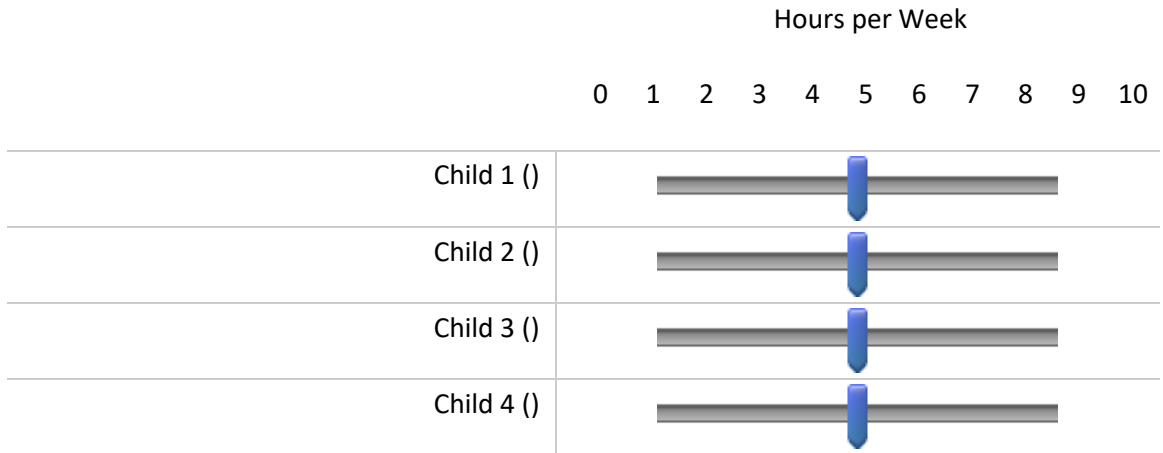 Hours per Week
0 1 2 3 4 5 6 7 8 9 10
Child 1 ()
Child 2 ()
Child 3 ()
Child 4 ()